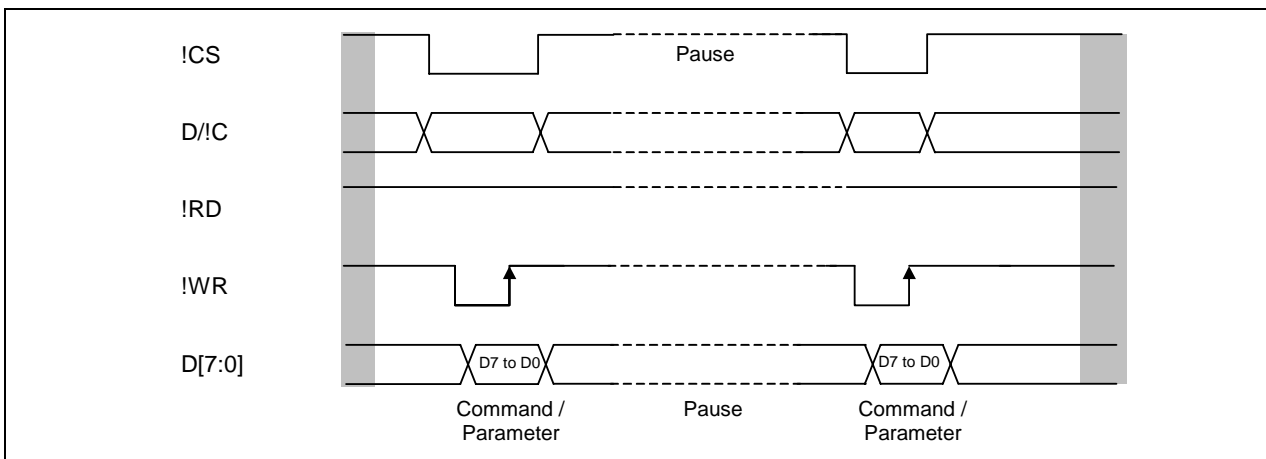 !CS
Pause
D/!C
!RD
!WR
D[7:0]
D7 to D0
D7 to D0
Command /
Parameter
Pause
Command /
Parameter